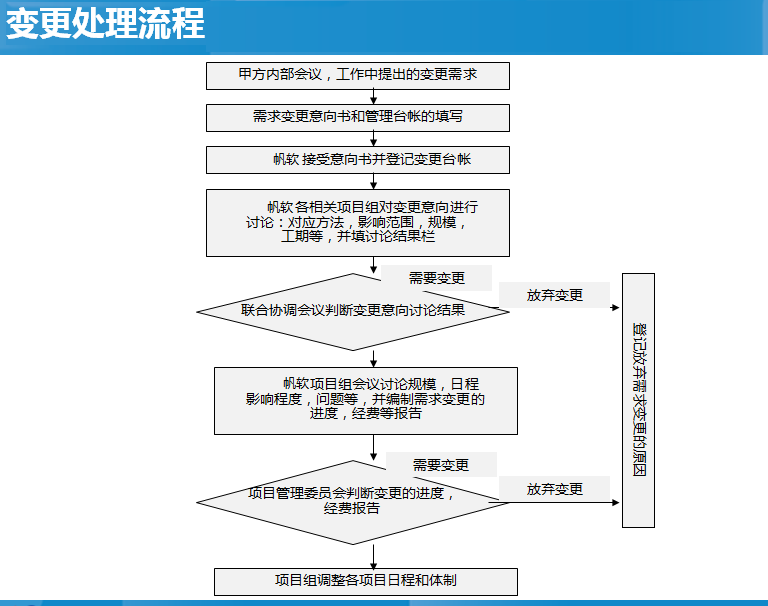 变更处理流程
甲方内部会议，工作中提出的变更需求
需求变更意向书和管理台帐的填写
帆软 接受意向书并登记变更台帐
帆软 各相关项目组对变更意向进行
讨论：对应方法，影响范围，规模，
工期等，并填讨论结果栏
需要变更
放弃变更
联合协调会议判断变更意向讨论结果
登记放弃需求变更的原因
帆软 项目组会议讨论规模，日程
影响程度，问题等，并编制需求变更的
进度，经费等报告
需要变更
放弃变更
项目管理委员会判断变更的进度，
经费报告
项目组调整各项目日程和体制